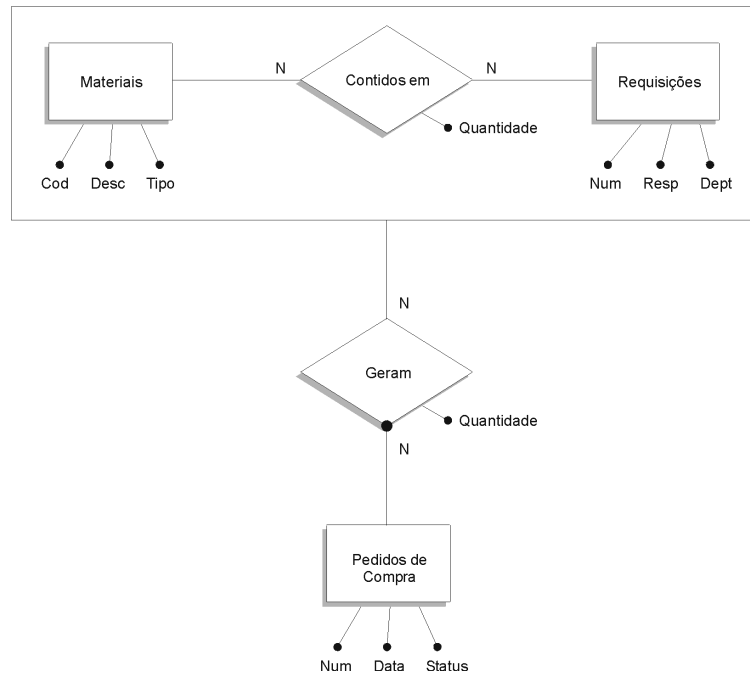 Materiais
N
Contidos em
N
Requisições
Quantidade
Cod
Desc
Tipo
Num
Resp
Dept
N
Geram
Quantidade
N
Pedidos de
Compra
Num
Data
Status